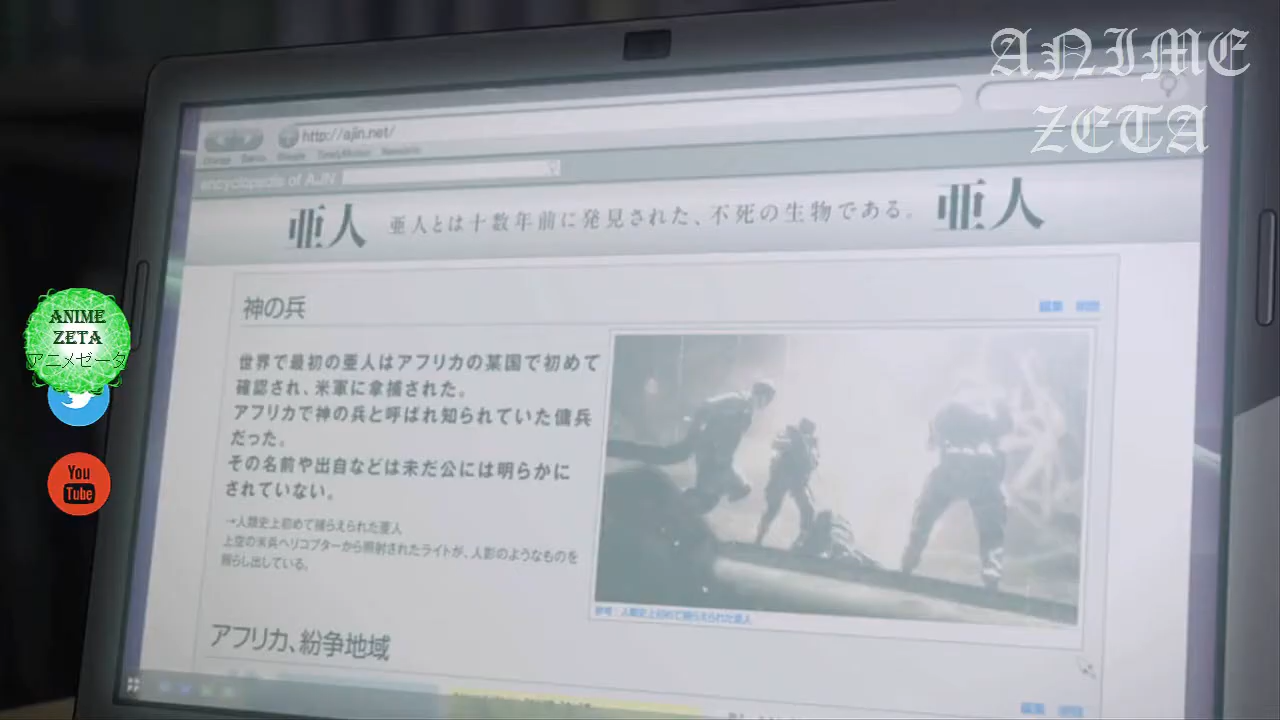 ANIME
ZETA
http://ajin.net/
encyclopedia of AJIN
亜人 亜人とは十数年前に発見された、不死の生物である。 亜人
神の兵
編集 削除
世界で最初の亜人はアフリカの某国で初めて
確認され、米軍に拿捕された。
アフリカで神の兵と呼ばれ知られていた傭兵
だった。
その名前や出自などは未だ公には明らかに
されていない。
→人類史上初めて捕らえられた亜人
上空の米兵ヘリコプターから照射されたライトが、人影のようなものを
照らし出している。
参考：人類史上初めて捕らえられた亜人
アフリカ、紛争地域
編集 削除
ANIME
ZETA
アニメゼータ
You
Tube